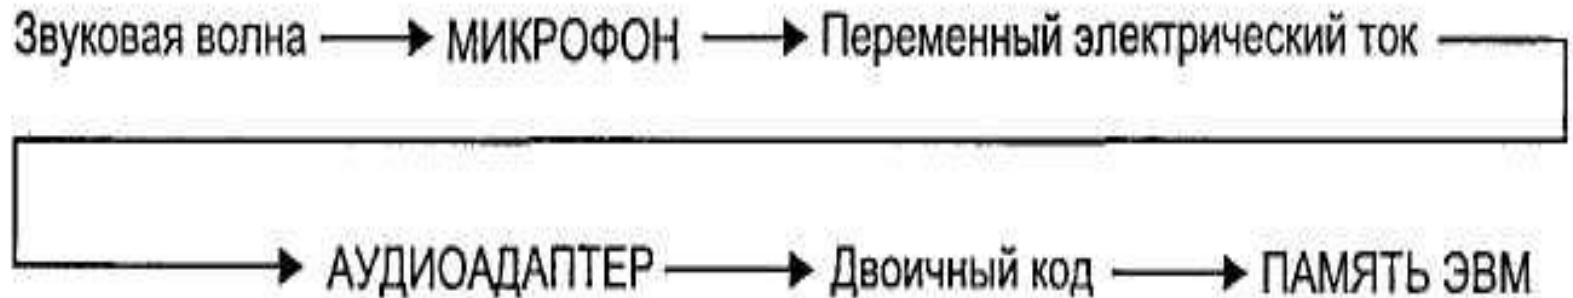 Звуковая волна МИКРОФОН Переменный электрический ток
АУДИОАДАПТЕР Двоичный код ПАМЯТЬ ЭВМ